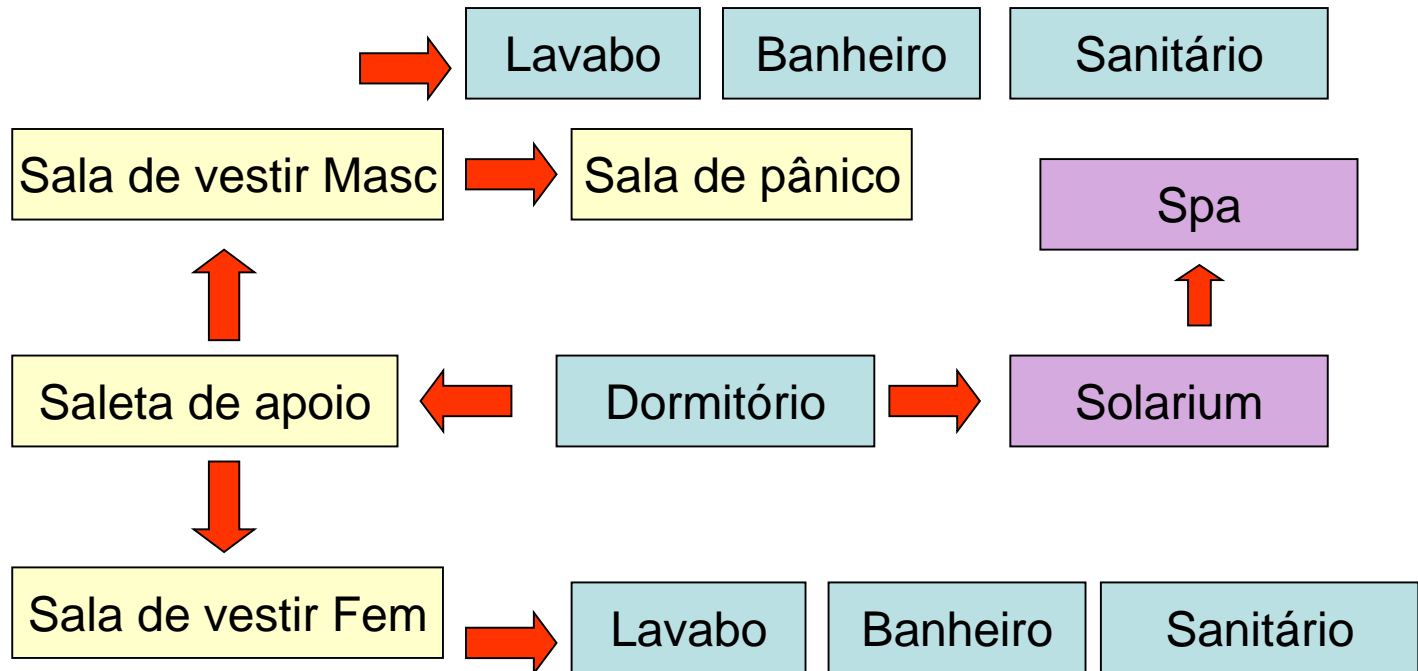 Lavabo
Banheiro
Sanitário
Sala de vestir Masc
Sala de pânico
Spa
Saleta de apoio
Dormitório
Solarium
Sala de vestir Fem
Lavabo
Banheiro
Sanitário